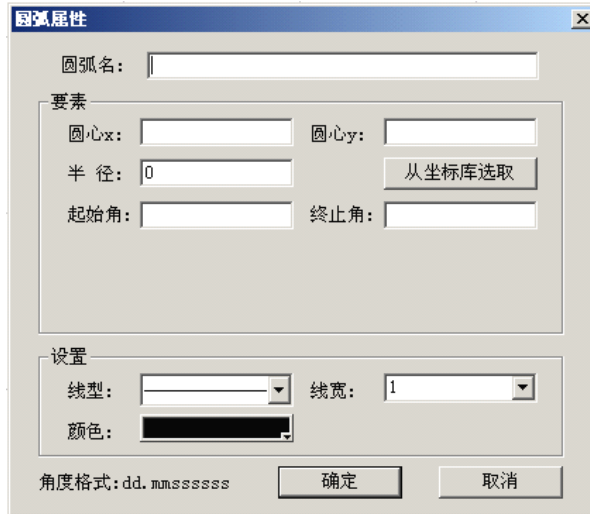 圆弧属性
圆弧名：
要素
圆心x： 圆心y：
半 径： 0 从坐标库选取
起始角： 终止角：
设置
线型： 线宽： 1
颜色：
角度格式:dd.mmssssss 确定 取消